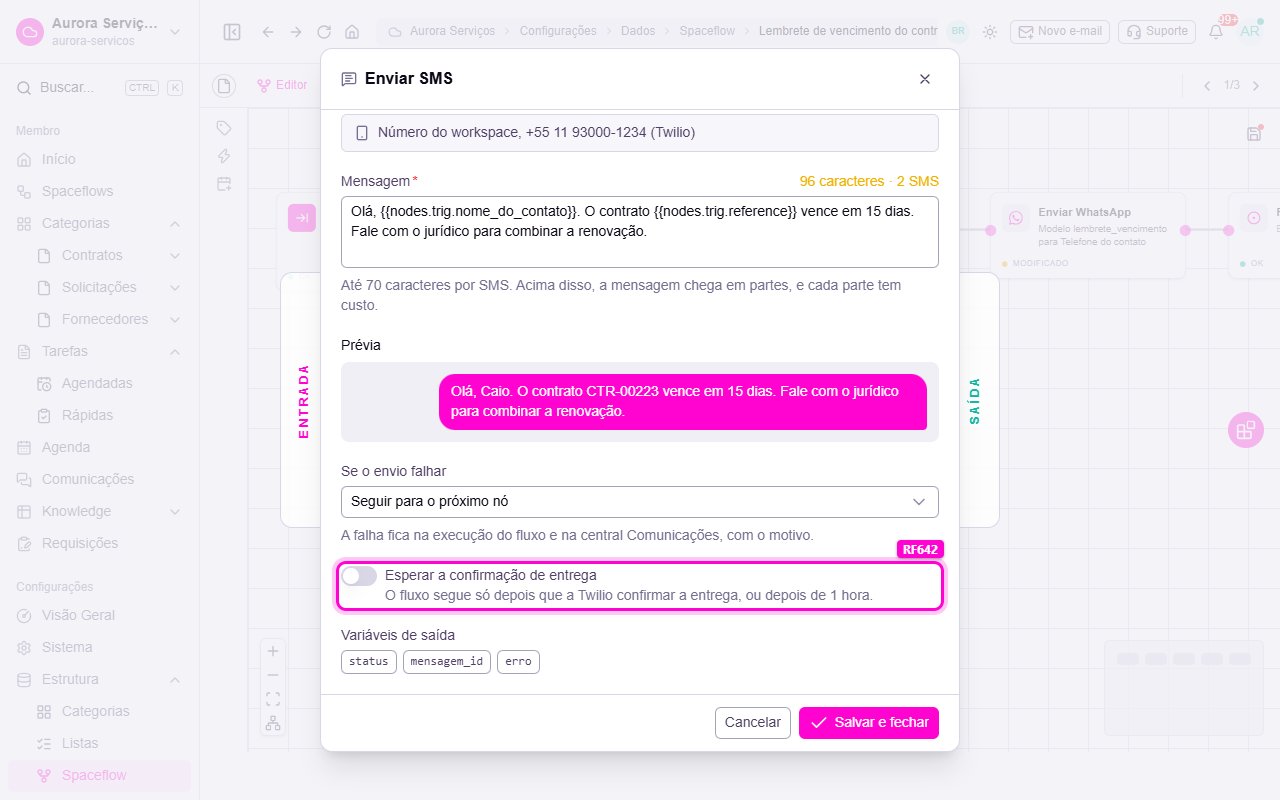 Aurora Serviç...
aurora-servicos
Aurora Serviços
Configurações
Dados
Spaceflow
Lembrete de vencimento do contr
BR
Novo e-mail
Suporte
99+
AR
Buscar...
CTRL
K
Editor
1/3
Membro
Início
Spaceflows
Categorias
Contratos
Solicitações
Fornecedores
Tarefas
Agendadas
Rápidas
Agenda
Comunicações
Knowledge
Requisições
Configurações
Visão Geral
Sistema
Estrutura
Categorias
Listas
Spaceflow
ENTRADA
Enviar SMS
Número do workspace, +55 11 93000-1234 (Twilio)
Mensagem*
96 caracteres · 2 SMS
Olá, {{nodes.trig.nome_do_contato}}. O contrato {{nodes.trig.reference}} vence em 15 dias.
Fale com o jurídico para combinar a renovação.
Até 70 caracteres por SMS. Acima disso, a mensagem chega em partes, e cada parte tem
custo.
Prévia
Olá, Caio. O contrato CTR-00223 vence em 15 dias. Fale com o jurídico
para combinar a renovação.
Se o envio falhar
Seguir para o próximo nó
A falha fica na execução do fluxo e na central Comunicações, com o motivo.
RF642
Esperar a confirmação de entrega
O fluxo segue só depois que a Twilio confirmar a entrega, ou depois de 1 hora.
Variáveis de saída
status
mensagem_id
erro
Cancelar
Salvar e fechar
SAÍDA
Enviar WhatsApp
Modelo lembrete_vencimento
para Telefone do contato
MODIFICADO
OK